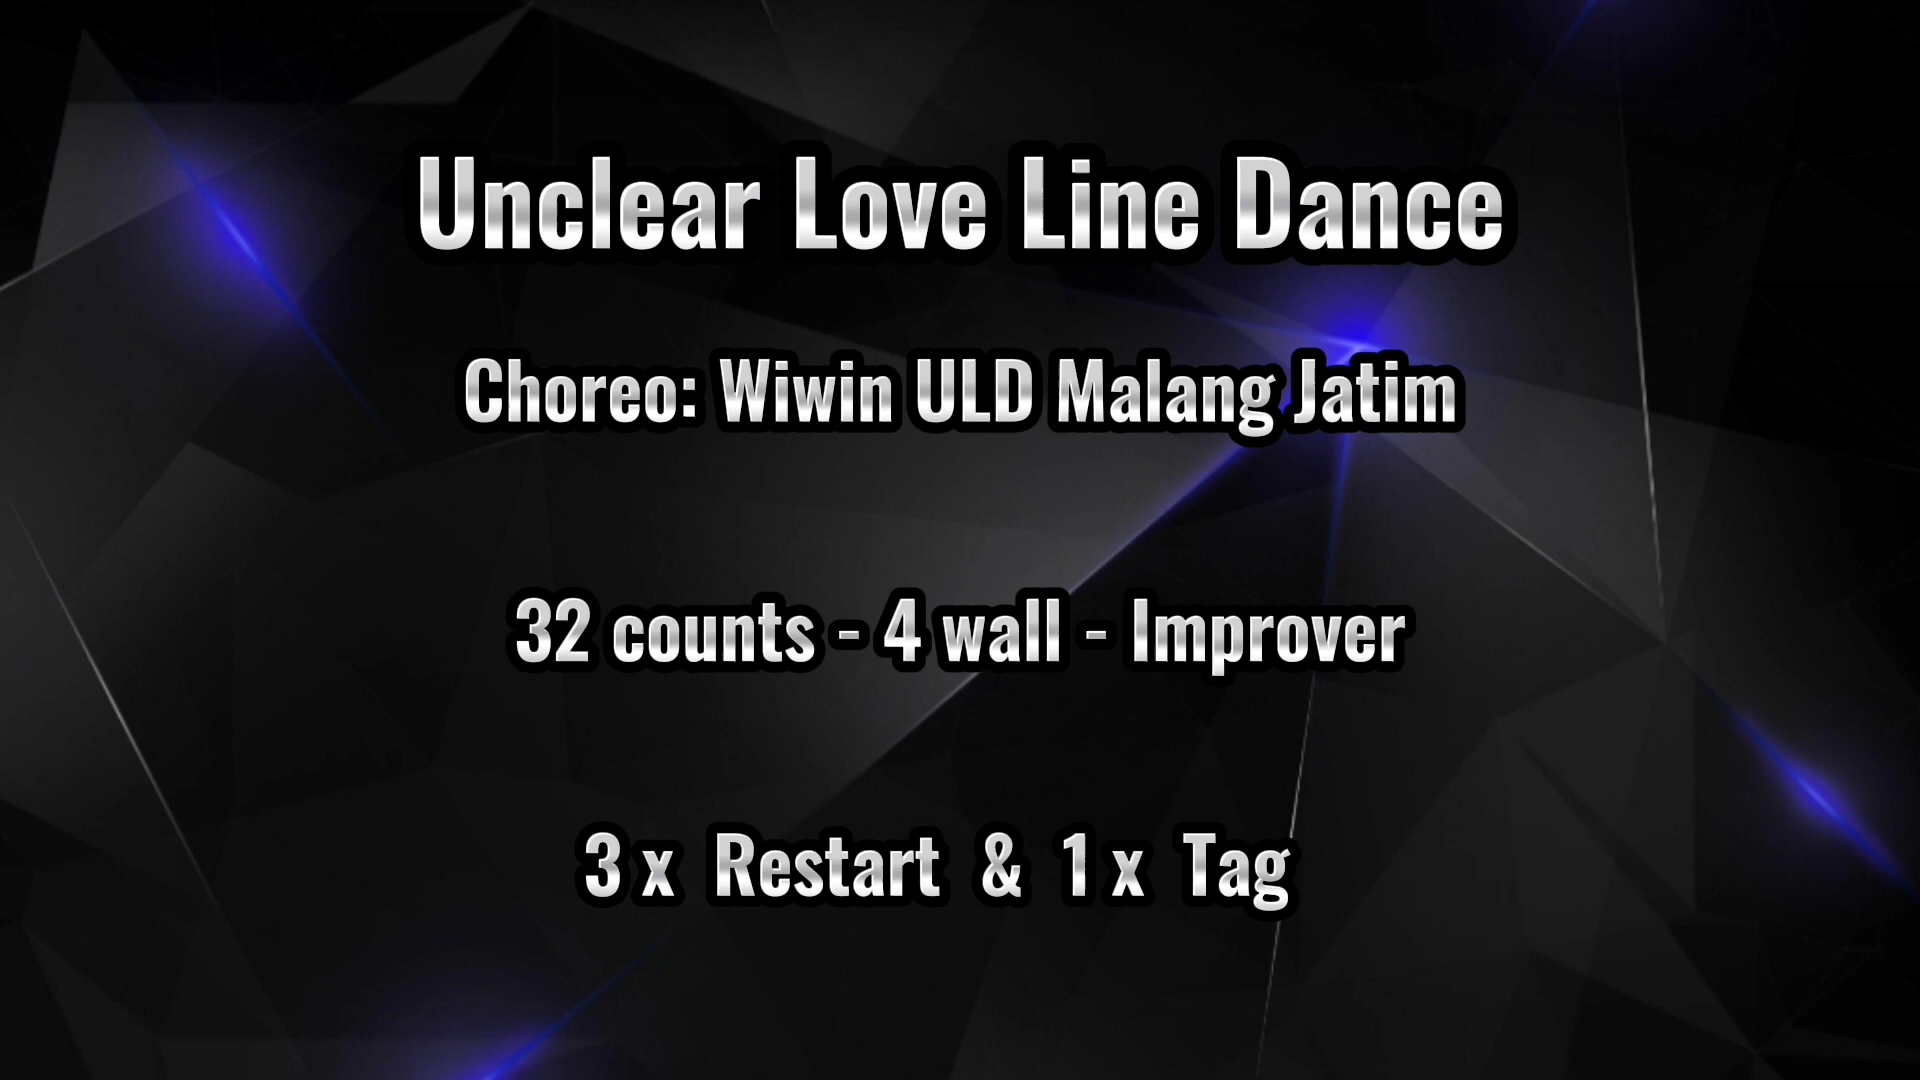 Unclear Love Line Dance
Choreo: Wiwin ULD Malang Jatim
32 counts - 4 wall - Improver
3 x Restart & 1 x Tag